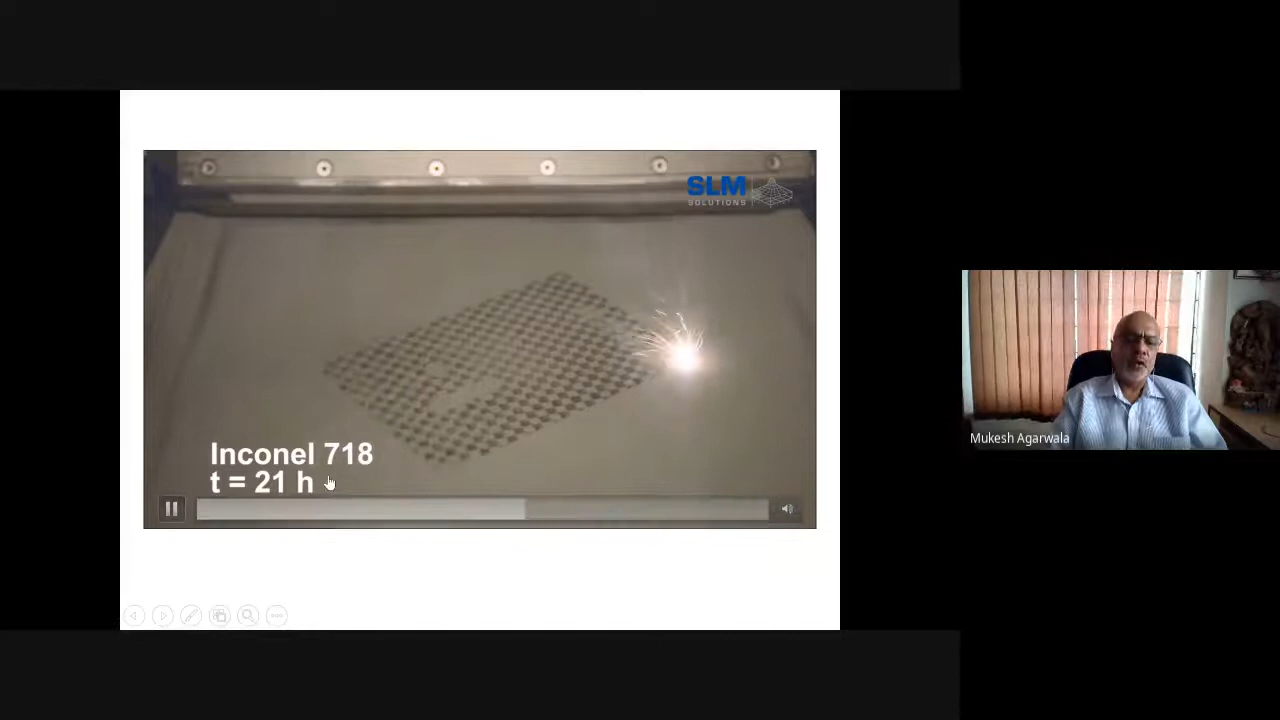 SLM
SOLUTIONS
Inconel 718
t = 21 h
Mukesh Agarwala